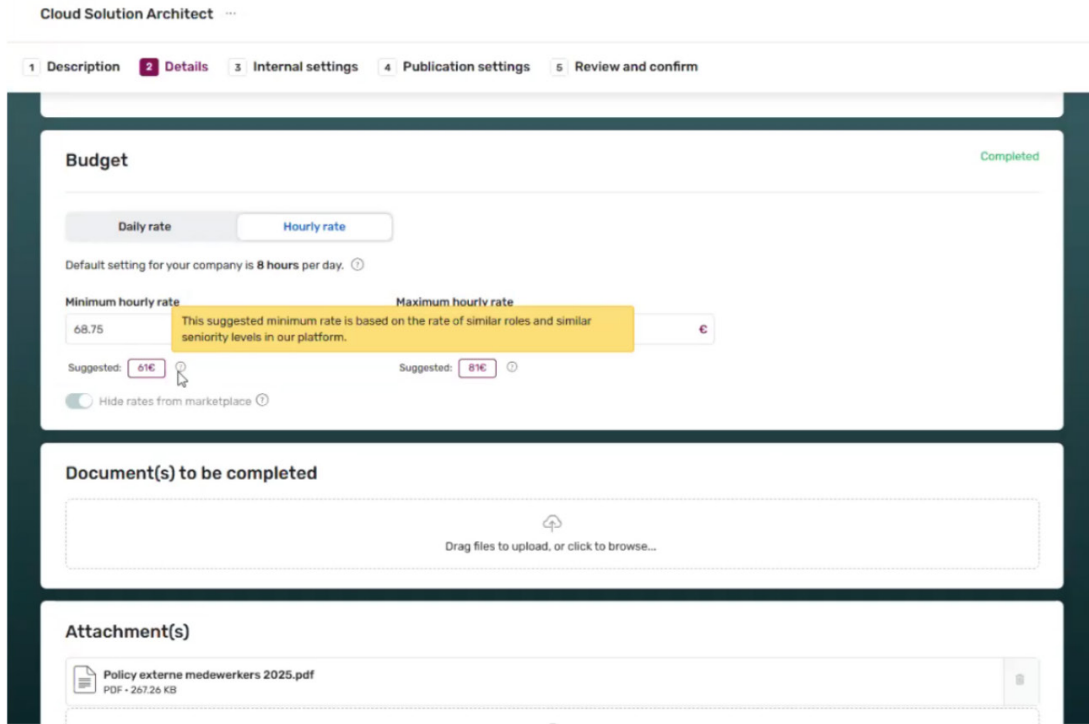 Cloud Solution Architect ...
1 Description 2 Details 3 Internal settings 4 Publication settings 5 Review and confirm
Budget
Completed
Daily rate Hourly rate
Default setting for your company is 8 hours per day. ?
Minimum hourly rate Maximum hourly rate
68.75 €
This suggested minimum rate is based on the rate of similar roles and similar
seniority levels in our platform.
Suggested: 61€ ? Suggested: 81€ ?
Hide rates from marketplace ?
Document(s) to be completed
Drag files to upload, or click to browse...
Attachment(s)
Policy externe medewerkers 2025.pdf
PDF • 267.26 KB